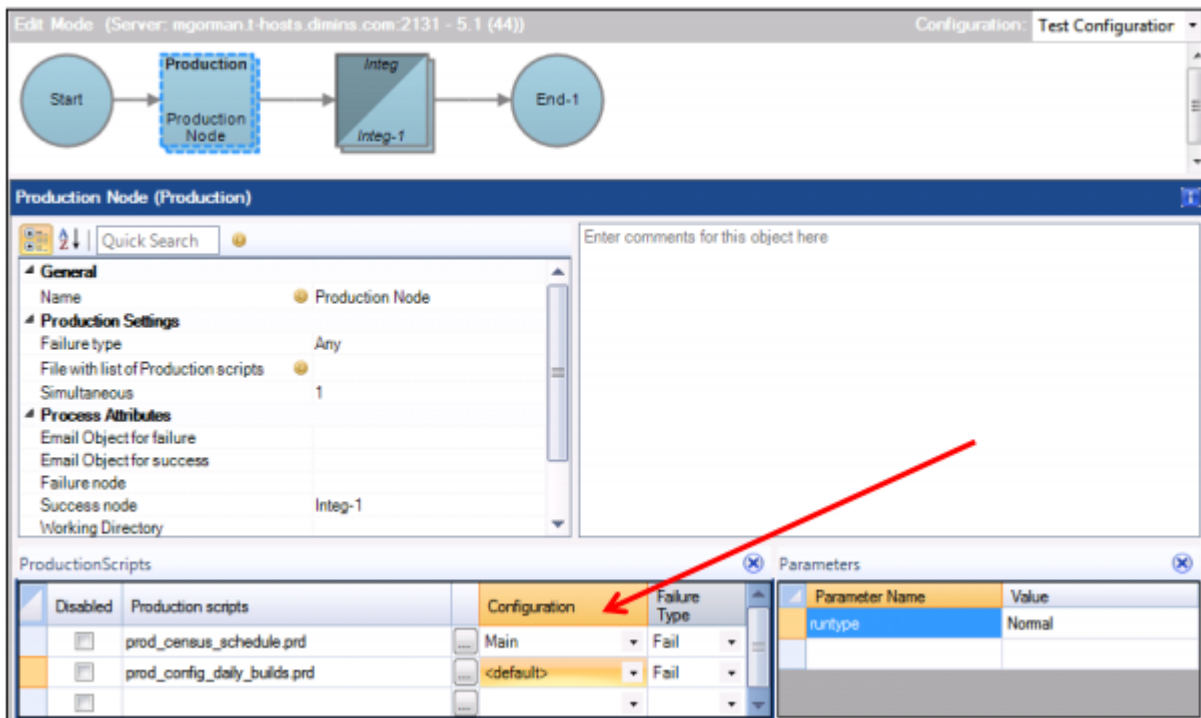 Edit Mode (Server: mgorman.t-hosts.dimins.com:2131 - 5.1 (44))
Configuration: Test Configuration
Start
Production
Production
Node
Integ
Integ-1
End-1
Production Node (Production)
Quick Search
Enter comments for this object here
General
Name Production Node
Production Settings
Failure type Any
File with list of Production scripts
Simultaneous 1
Process Attributes
Email Object for failure
Email Object for success
Failure node
Success node Integ-1
Working Directory
ProductionScripts
Parameters
Disabled Production scripts Configuration Failure Type
Parameter Name Value
prod_census_schedule.prd ... Main Fail
runtype Normal
prod_config_daily_builds.prd ... <default> Fail
...